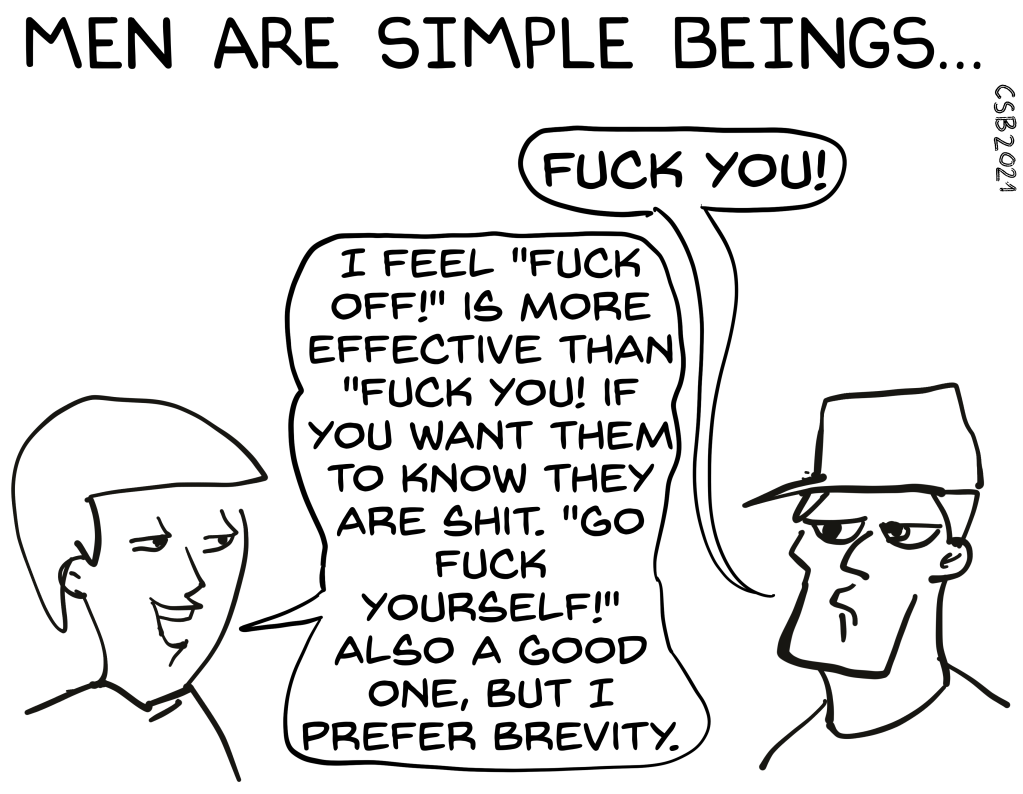 MEN ARE SIMPLE BEINGS...
CSB2021
FUCK YOU!
I FEEL "FUCK
OFF!" IS MORE
EFFECTIVE THAN
"FUCK YOU! IF
YOU WANT THEM
TO KNOW THEY
ARE SHIT. "GO
FUCK
YOURSELF!"
ALSO A GOOD
ONE, BUT I
PREFER BREVITY.